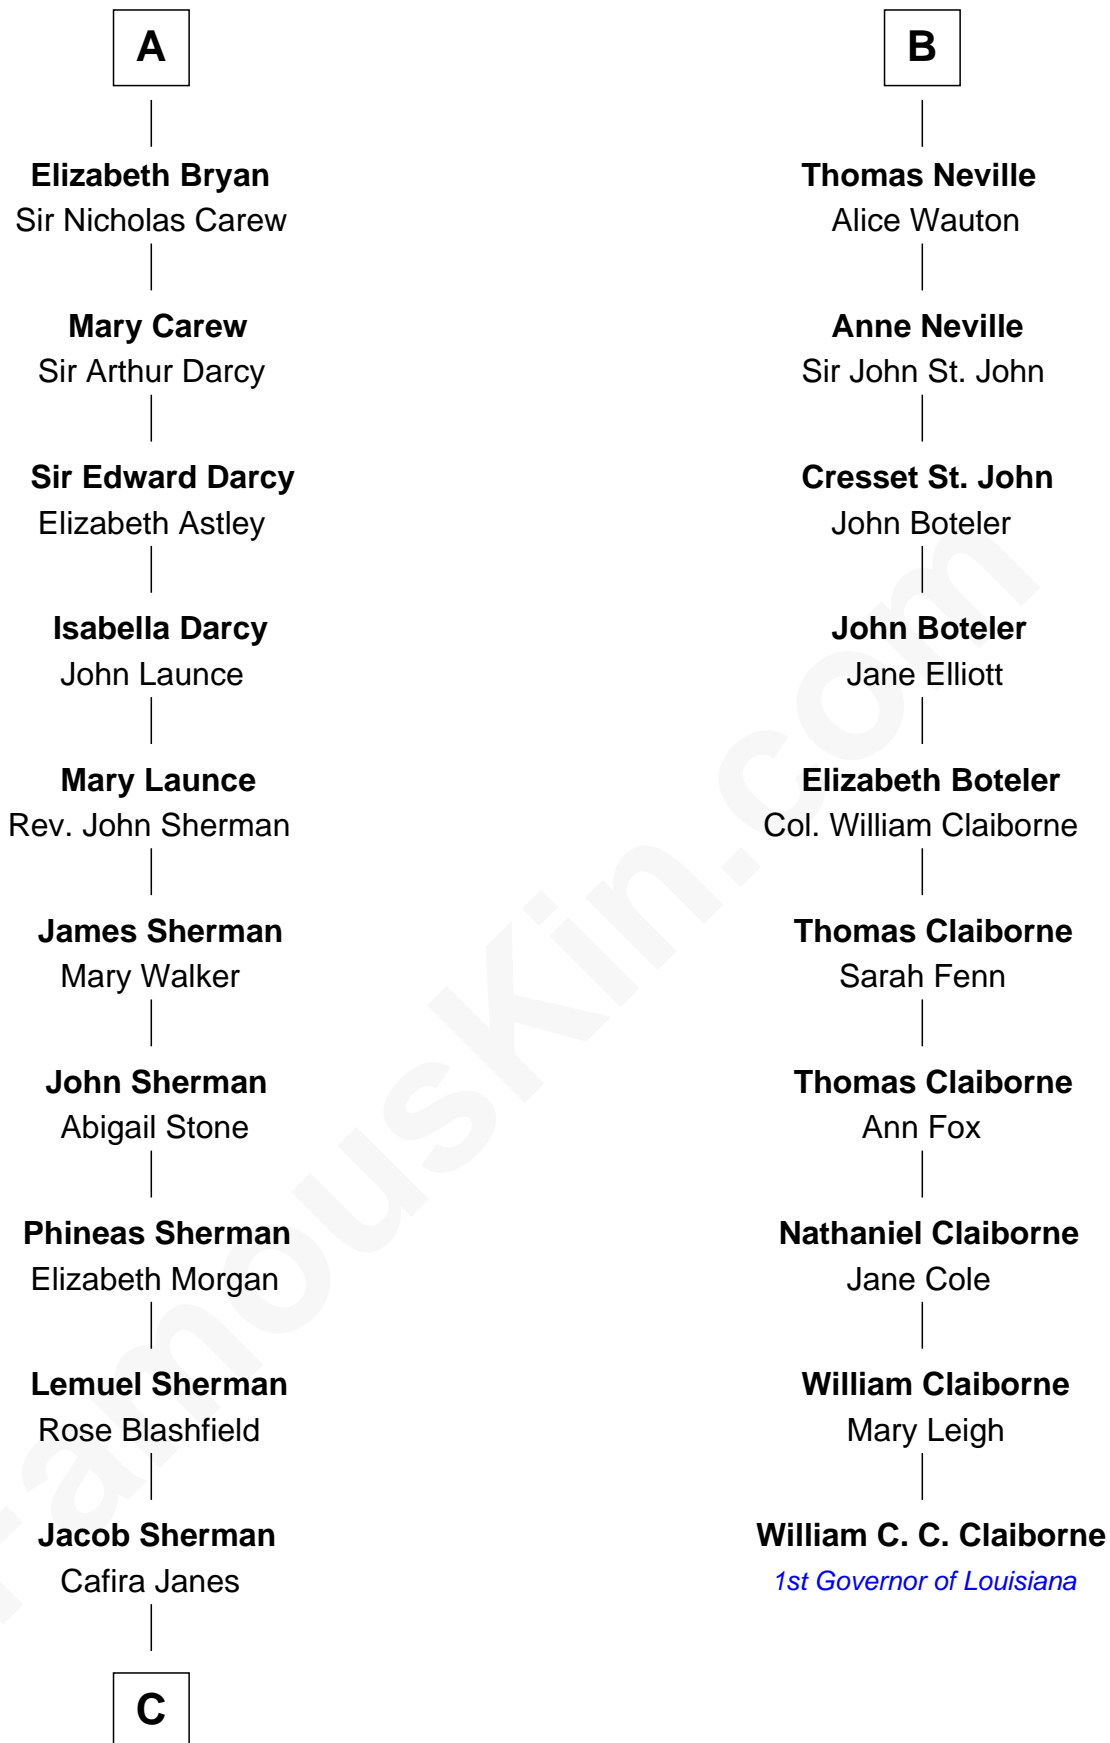 A
Elizabeth Bryan
Sir Nicholas Carew
Mary Carew
Sir Arthur Darcy
Sir Edward Darcy
Elizabeth Astley
Isabella Darcy
John Launce
Mary Launce
Rev. John Sherman
James Sherman
Mary Walker
John Sherman
Abigail Stone
Phineas Sherman
Elizabeth Morgan
Lemuel Sherman
Rose Blashfield
Jacob Sherman
Cafira Janes
C
B
Thomas Neville
Alice Wauton
Anne Neville
Sir John St. John
Cresset St. John
John Boteler
John Boteler
Jane Elliott
Elizabeth Boteler
Col. William Claiborne
Thomas Claiborne
Sarah Fenn
Thomas Claiborne
Ann Fox
Nathaniel Claiborne
Jane Cole
William Claiborne
Mary Leigh
William C. C. Claiborne
1st Governor of Louisiana
FamousKin.com